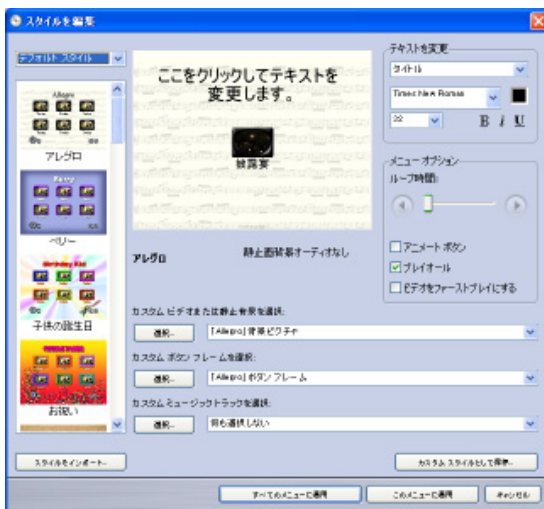 スタイルを編集
デフォルト スタイル
Allegro
アレグロ
Berry
ベリー
Birthday Kid
子供の誕生日
お祝い
ここをクリックしてテキストを
変更します。
披露宴
アレグロ
静止画背景オーディオなし
テキストを変更
タイトル
Times New Roman
22
B I U
メニュー オプション
ループ時間:
アニメート ボタン
プレイオール
ビデオをファーストプレイにする
カスタム ビデオまたは静止背景を選択:
選択...
[Allegro] 背景ピクチャ
カスタム ボタン フレームを選択:
選択...
[Allegro] ボタン フレーム
カスタム ミュージック トラックを選択:
選択...
何も選択しない
スタイルをインポート...
カスタム スタイルとして保存...
すべてのメニューに適用
このメニューに適用
キャンセル